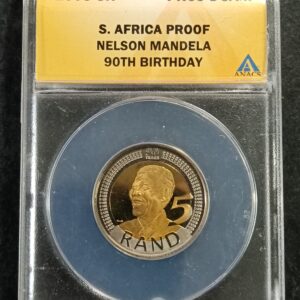 S. AFRICA PROOF
NELSON MANDELA
90TH BIRTHDAY
ANACS
5
RAND